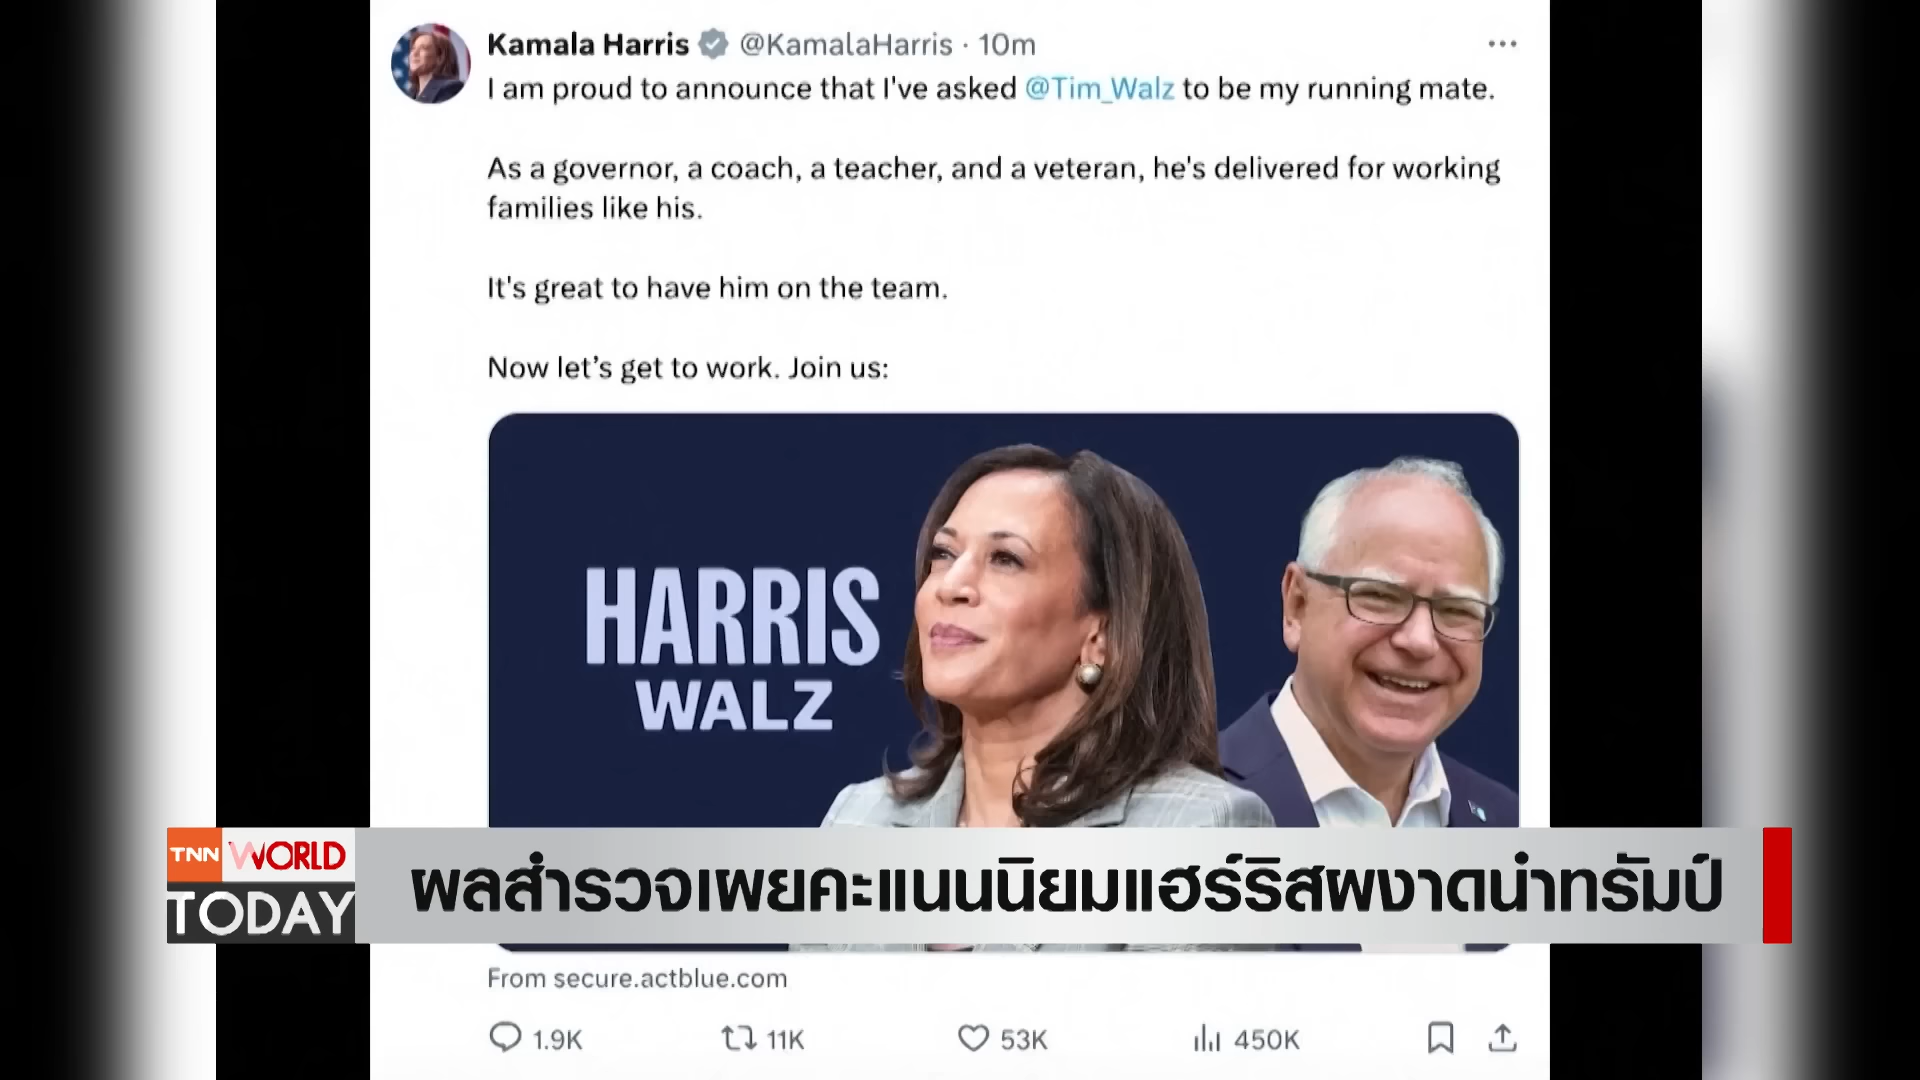 Kamala Harris @KamalaHarris · 10m
I am proud to announce that I've asked @Tim_Walz to be my running mate.
As a governor, a coach, a teacher, and a veteran, he's delivered for working
families like his.
It's great to have him on the team.
Now let’s get to work. Join us:
HARRIS
WALZ
TNN WORLD
TODAY
ผลสำรวจเผยคะแนนนิยมแฮร์ริสผงาดนำทรัมป์
From secure.actblue.com
1.9K 11K 53K 450K